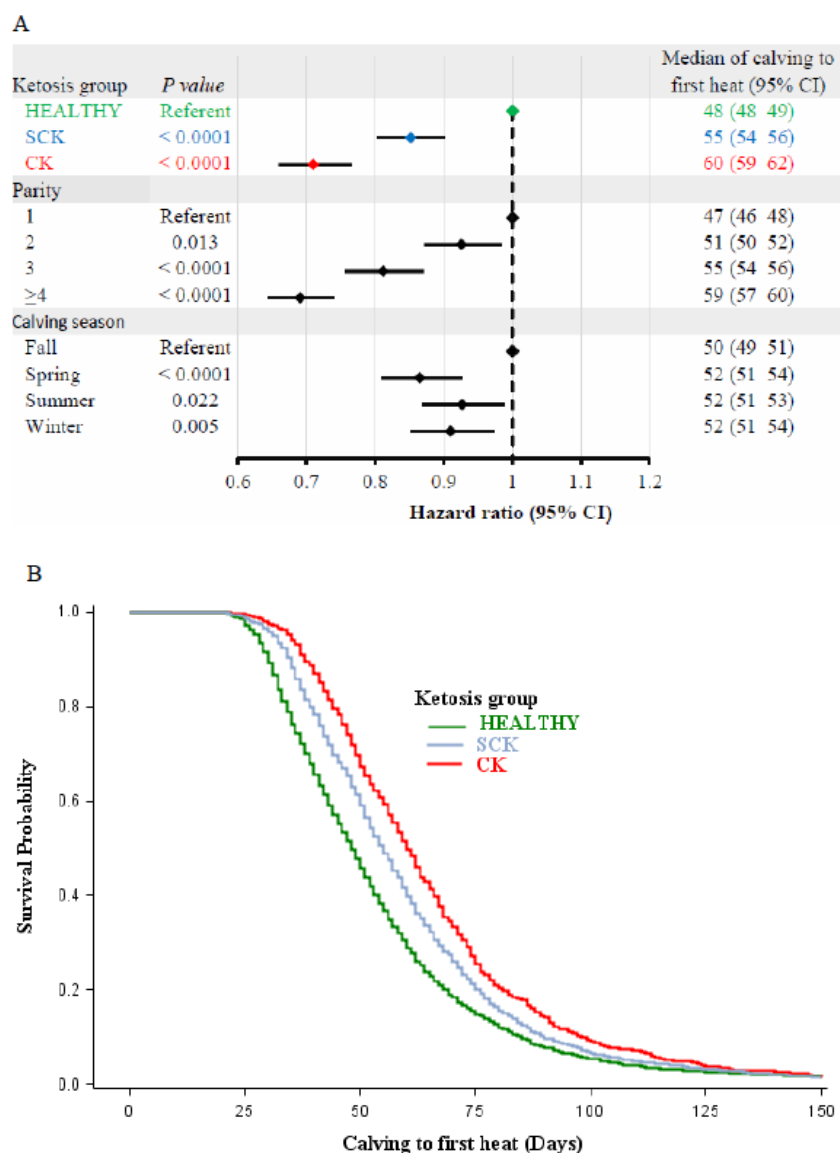 A
Median of calving to
Ketosis group P value first heat (95% CI)
HEALTHY Referent 48 (48 49)
SCK < 0.0001 55 (54 56)
CK < 0.0001 60 (59 62)
Parity
1 Referent 47 (46 48)
2 0.013 51 (50 52)
3 < 0.0001 55 (54 56)
≥4 < 0.0001 59 (57 60)
Calving season
Fall Referent 50 (49 51)
Spring < 0.0001 52 (51 54)
Summer 0.022 52 (51 53)
Winter 0.005 52 (51 54)
0.6 0.7 0.8 0.9 1 1.1 1.2
Hazard ratio (95% CI)
B
1.0
0.8
0.6
0.4
0.2
0.0
Survival Probability
Ketosis group
HEALTHY
SCK
CK
0 25 50 75 100 125 150
Calving to first heat (Days)